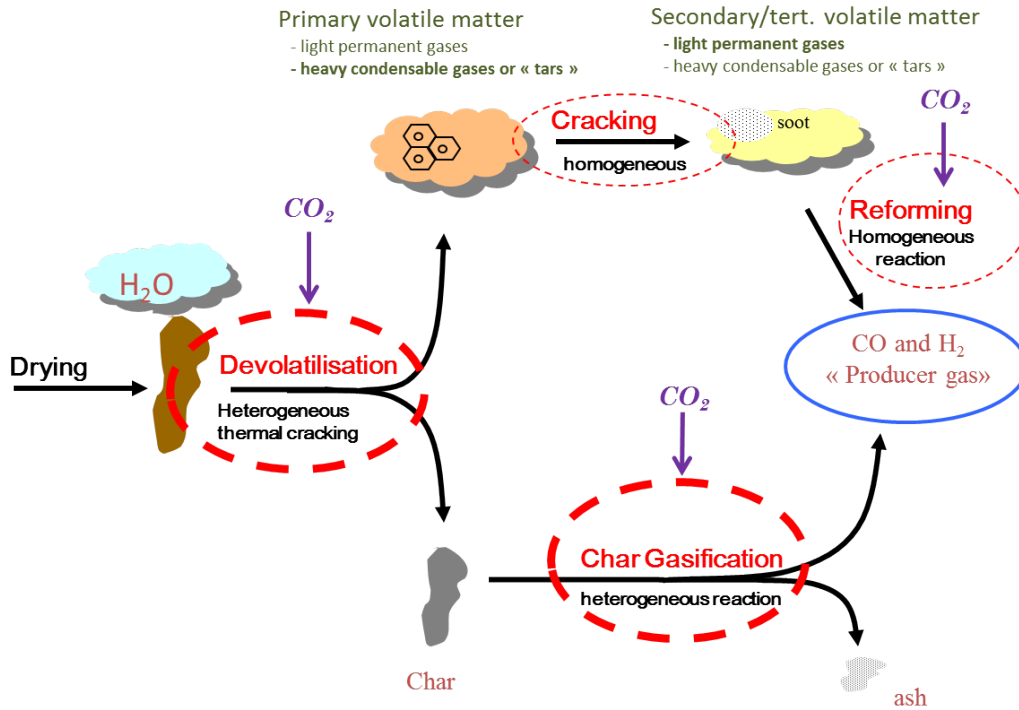 Primary volatile matter
- light permanent gases
- heavy condensable gases or « tars »
Secondary/tert. volatile matter
- light permanent gases
- heavy condensable gases or « tars »
CO2
Cracking
homogeneous
soot
CO2
Reforming
Homogeneous
reaction
H2O
Drying
Devolatilisation
Heterogeneous
thermal cracking
CO and H2
« Producer gas»
CO2
Char Gasification
heterogeneous reaction
Char
ash